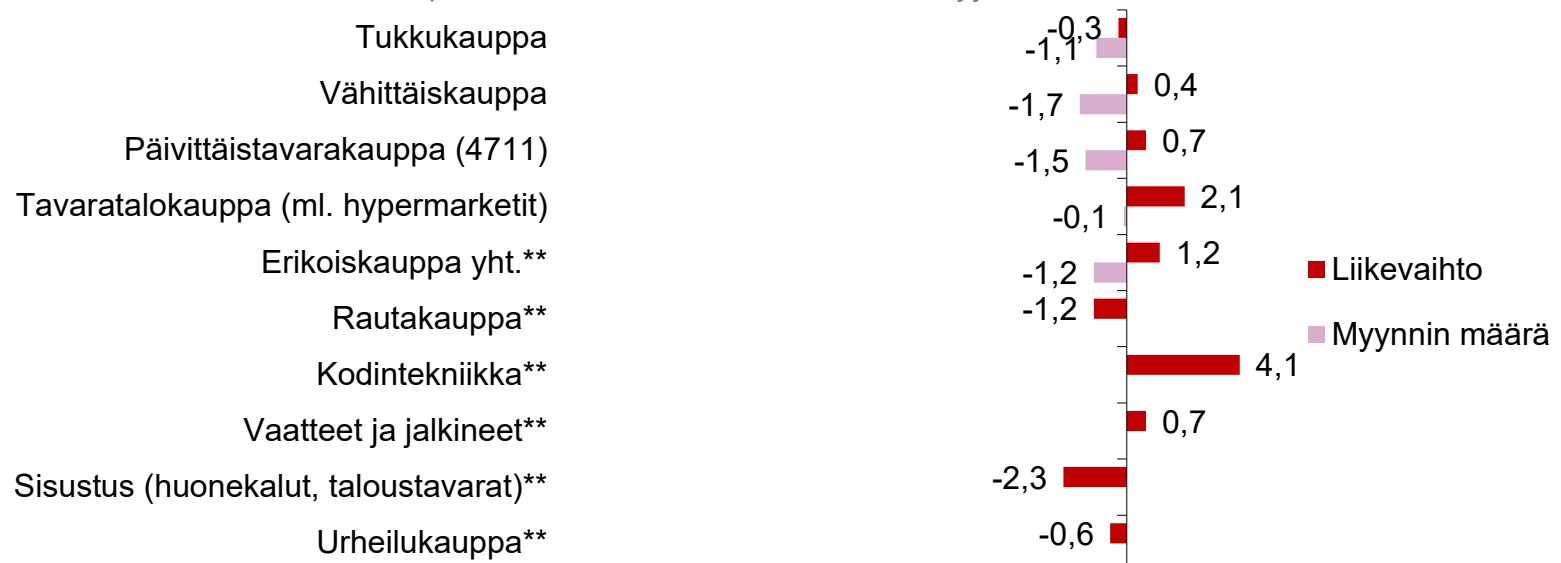 Tukkukauppa
-0,3
-1,1
Vähittäiskauppa
0,4
-1,7
Päivittäistavarakauppa (4711)
0,7
-1,5
Tavaratalokauppa (ml. hypermarketit)
2,1
-0,1
Erikoiskauppa yht.**
1,2
-1,2
Liikevaihto
Rautakauppa**
-1,2
Myynnin määrä
Kodintekniikka**
4,1
Vaatteet ja jalkineet**
0,7
Sisustus (huonekalut, taloustavarat)**
-2,3
Urheilukauppa**
-0,6